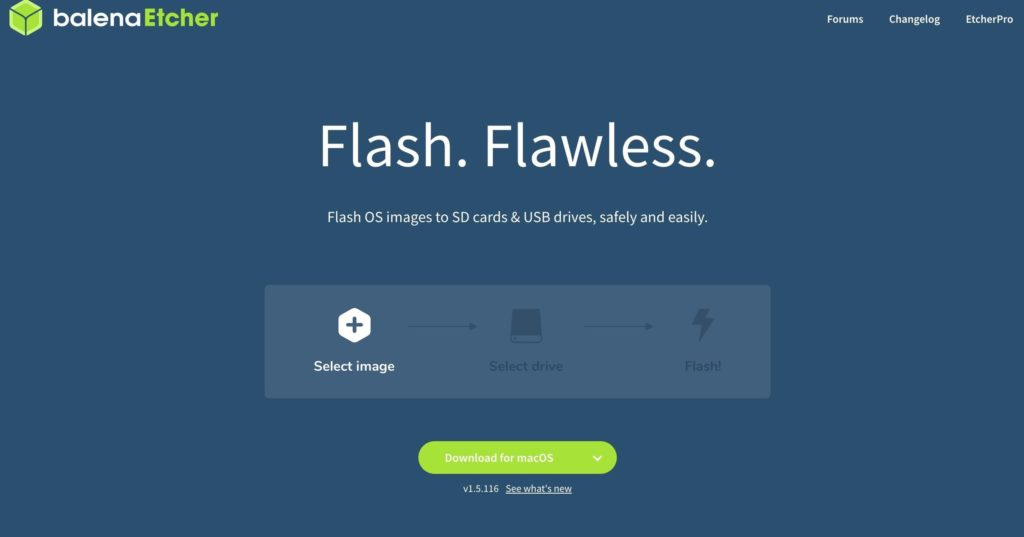 balenaEtcher
Forums Changelog EtcherPro
Flash. Flawless.
Flash OS images to SD cards & USB drives, safely and easily.
Select image Select drive Flash!
Download for macOS
v1.5.116 See what's new